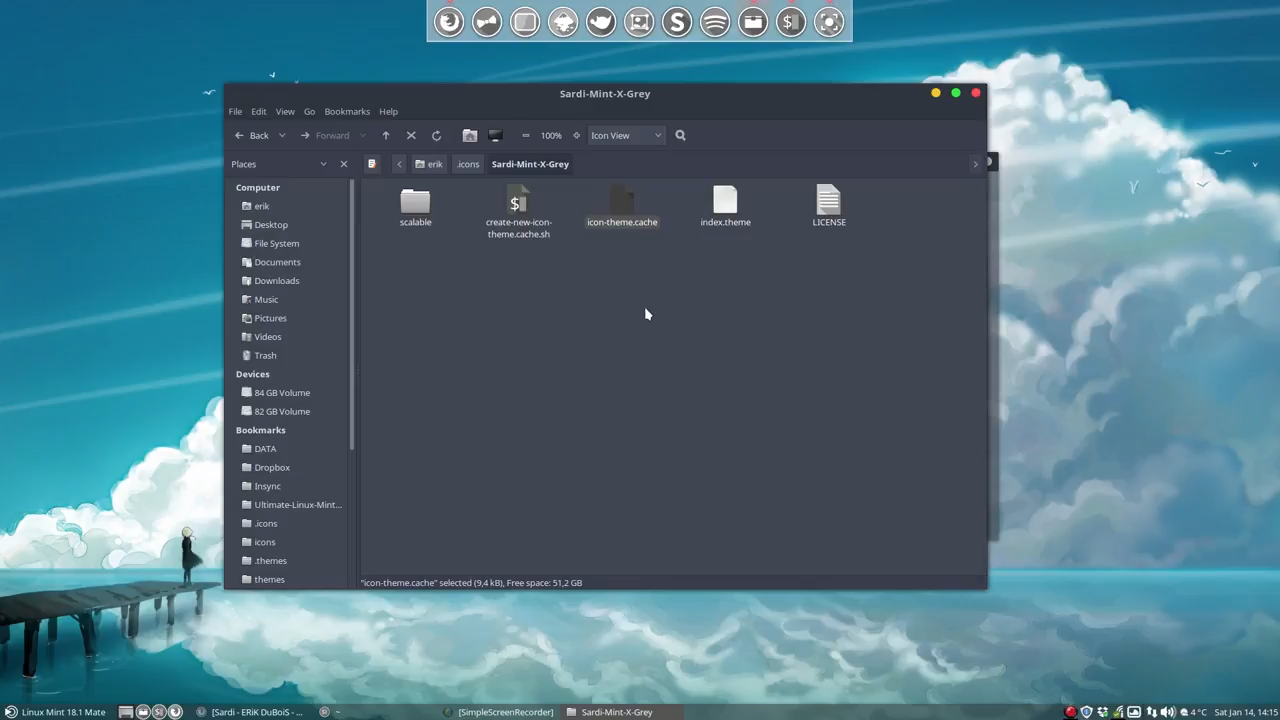 Sardi-Mint-X-Grey
File Edit View Go Bookmarks Help
Back Forward 100% Icon View
Places erik .icons Sardi-Mint-X-Grey
Computer
erik
Desktop
File System
Documents
Downloads
Music
Pictures
Videos
Trash
Devices
84 GB Volume
82 GB Volume
Bookmarks
DATA
Dropbox
Insync
Ultimate-Linux-Mint...
.icons
icons
.themes
themes
scalable
create-new-icon-
theme.cache.sh
icon-theme.cache
index.theme
LICENSE
"icon-theme.cache" selected (9,4 kB), Free space: 51,2 GB
Linux Mint 18.1 Mate [Sardi - ERiK DuBoiS - ... ~ [SimpleScreenRecorder] Sardi-Mint-X-Grey 4 °C Sat Jan 14, 14:15